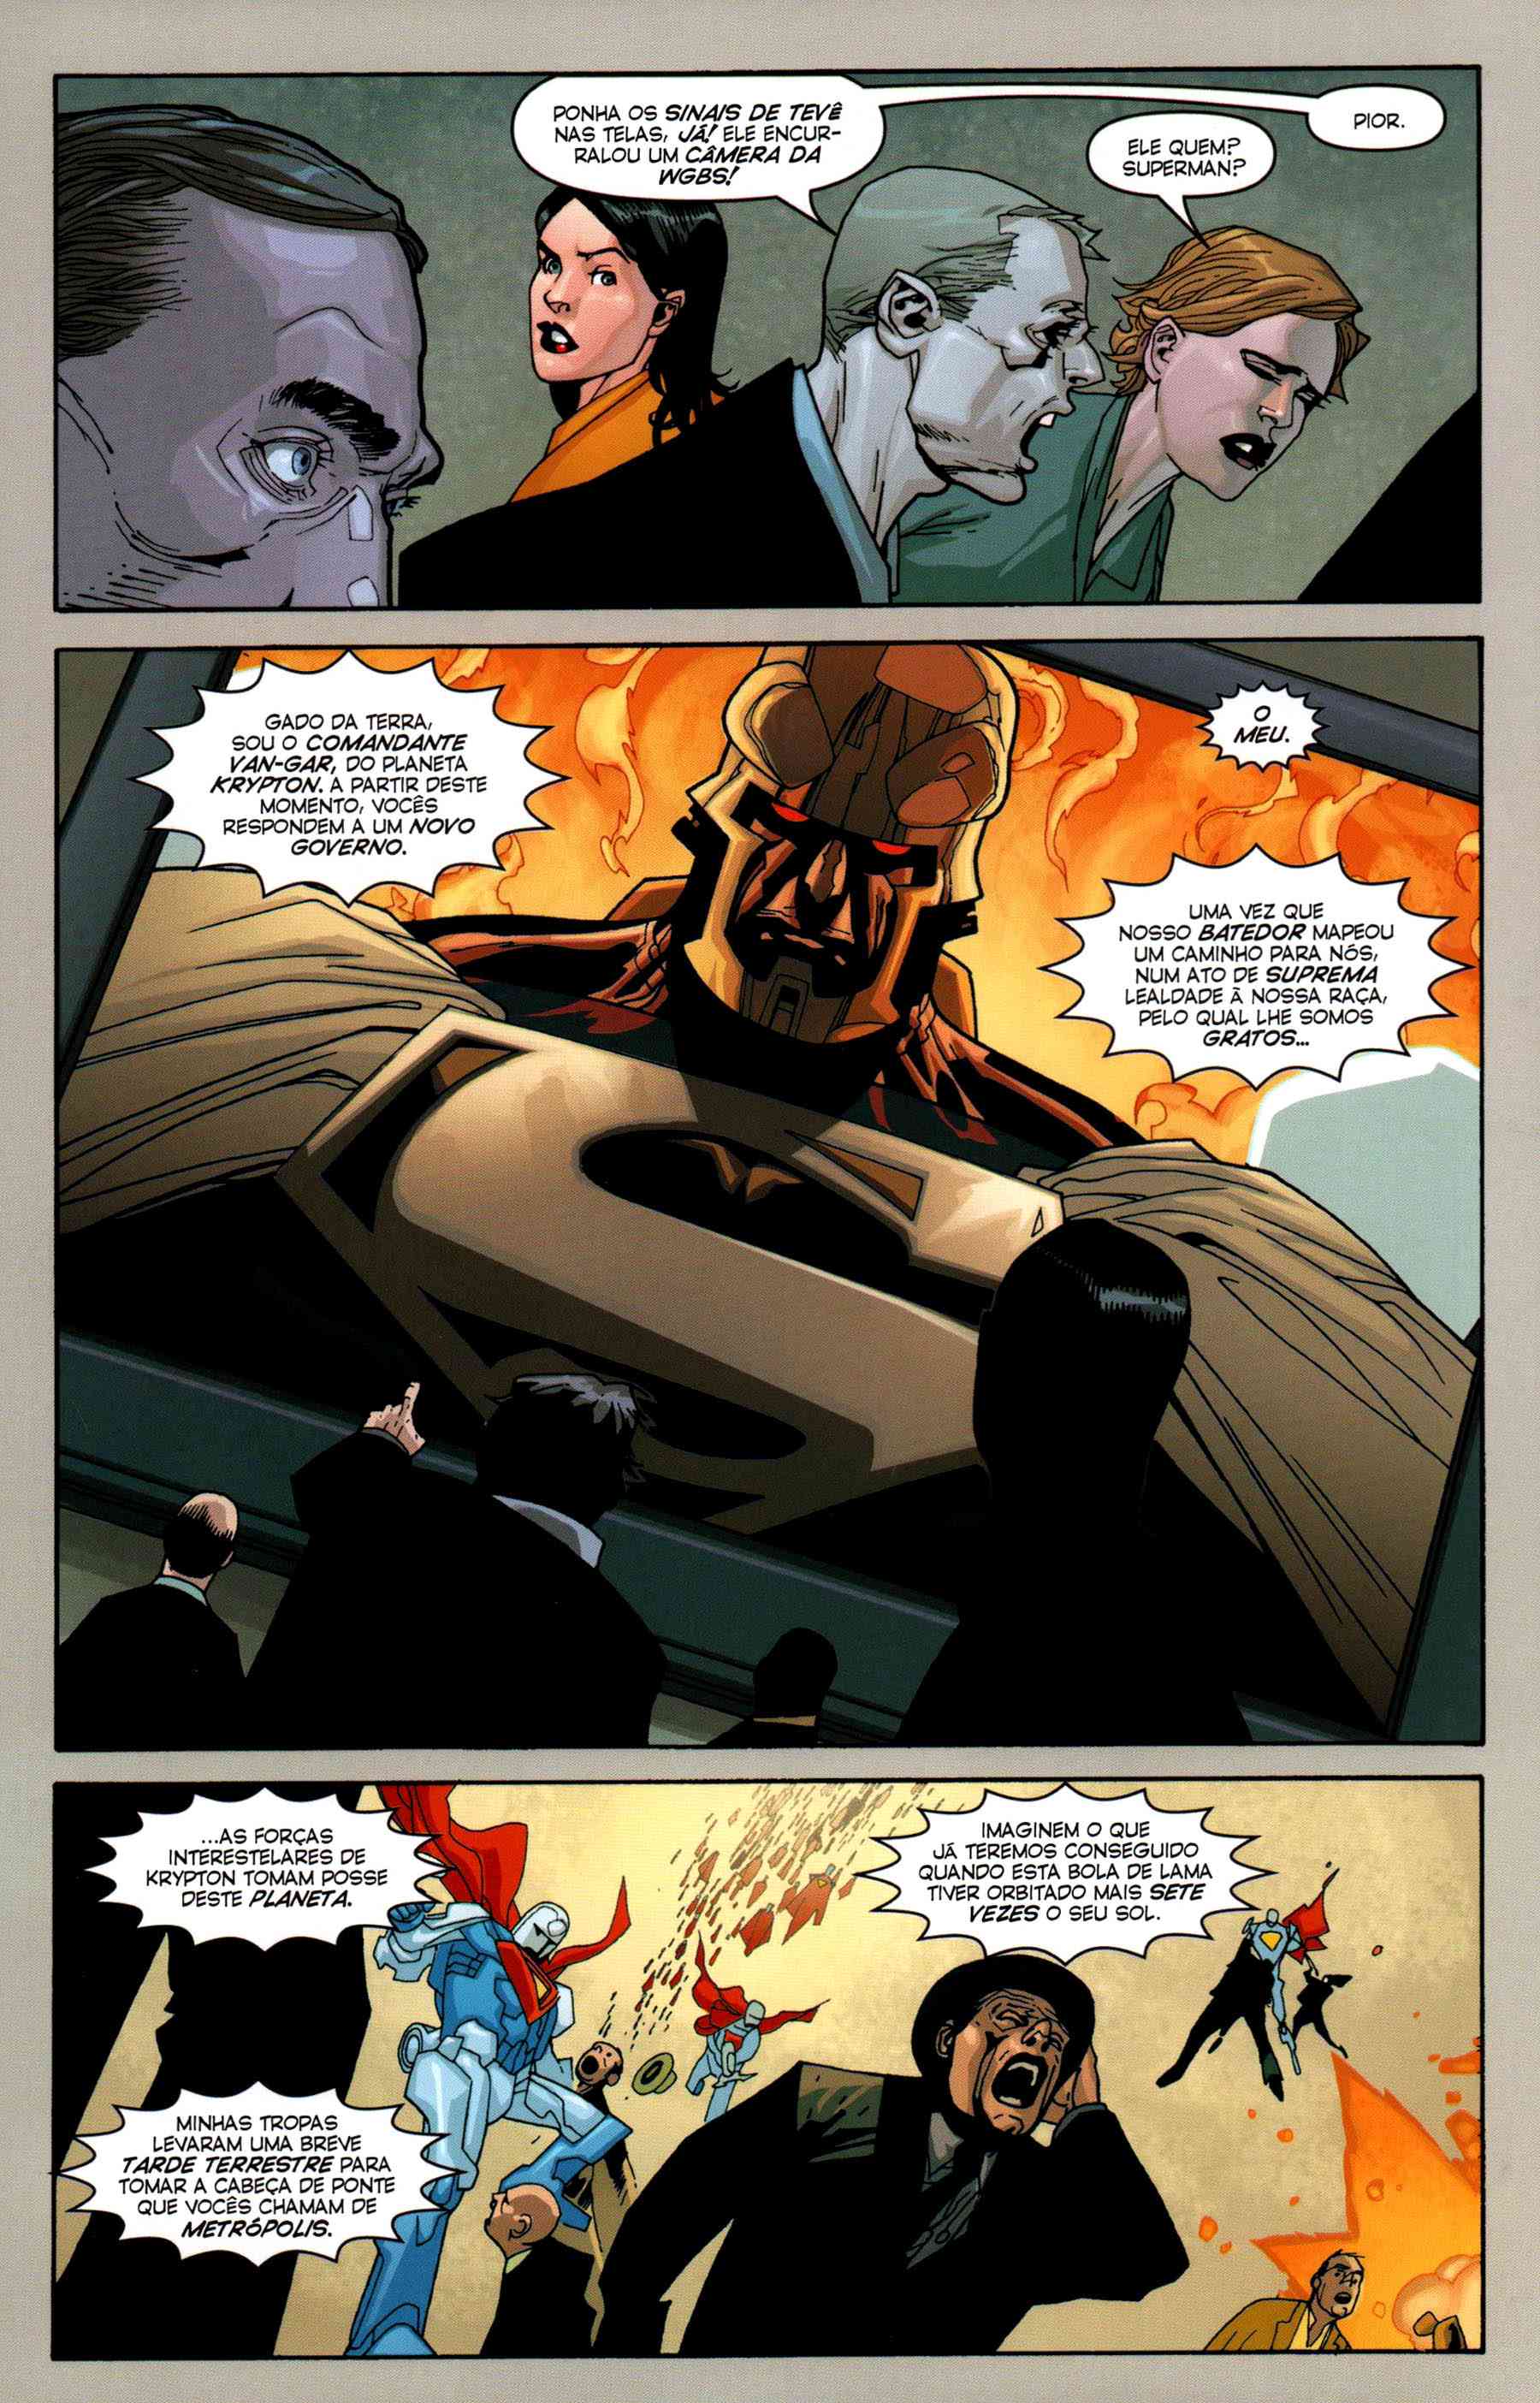 PONHA OS SINAIS DE TEVÊ
NAS TELAS, JÁ! ELE ENCUR-
RALOU UM CÂMERA DA
WGBS!
ELE QUEM?
SUPERMAN?
PIOR.
GADO DA TERRA,
SOU O COMANDANTE
VAN-GAR, DO PLANETA
KRYPTON. A PARTIR DESTE
MOMENTO, VOCÊS
RESPONDEM A UM NOVO
GOVERNO.
O
MEU.
UMA VEZ QUE
NOSSO BATEDOR MAPEOU
UM CAMINHO PARA NÓS,
NUM ATO DE SUPREMA
LEALDADE À NOSSA RAÇA,
PELO QUAL LHE SOMOS
GRATOS...
...AS FORÇAS
INTERESTELARES DE
KRYPTON TOMAM POSSE
DESTE PLANETA.
MINHAS TROPAS
LEVARAM UMA BREVE
TARDE TERRESTRE PARA
TOMAR A CABEÇA DE PONTE
QUE VOCÊS CHAMAM DE
METRÓPOLIS.
IMAGINEM O QUE
JÁ TEREMOS CONSEGUIDO
QUANDO ESTA BOLA DE LAMA
TIVER ORBITADO MAIS SETE
VEZES O SEU SOL.